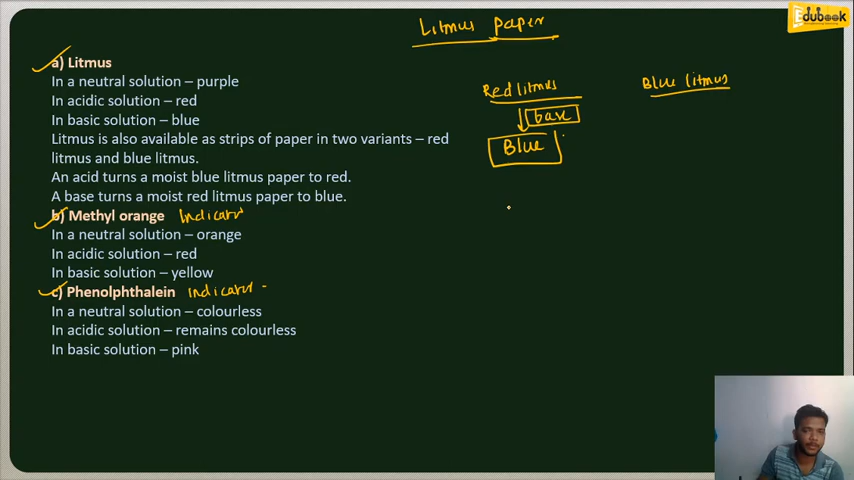 Litmus paper
Edubook
a) Litmus
In a neutral solution – purple
In acidic solution – red
In basic solution – blue
Litmus is also available as strips of paper in two variants – red
litmus and blue litmus.
An acid turns a moist blue litmus paper to red.
A base turns a moist red litmus paper to blue.
b) Methyl orange Indicator
In a neutral solution – orange
In acidic solution – red
In basic solution – yellow
c) Phenolphthalein Indicator
In a neutral solution – colourless
In acidic solution – remains colourless
In basic solution – pink
Red litmus
base
Blue
Blue litmus